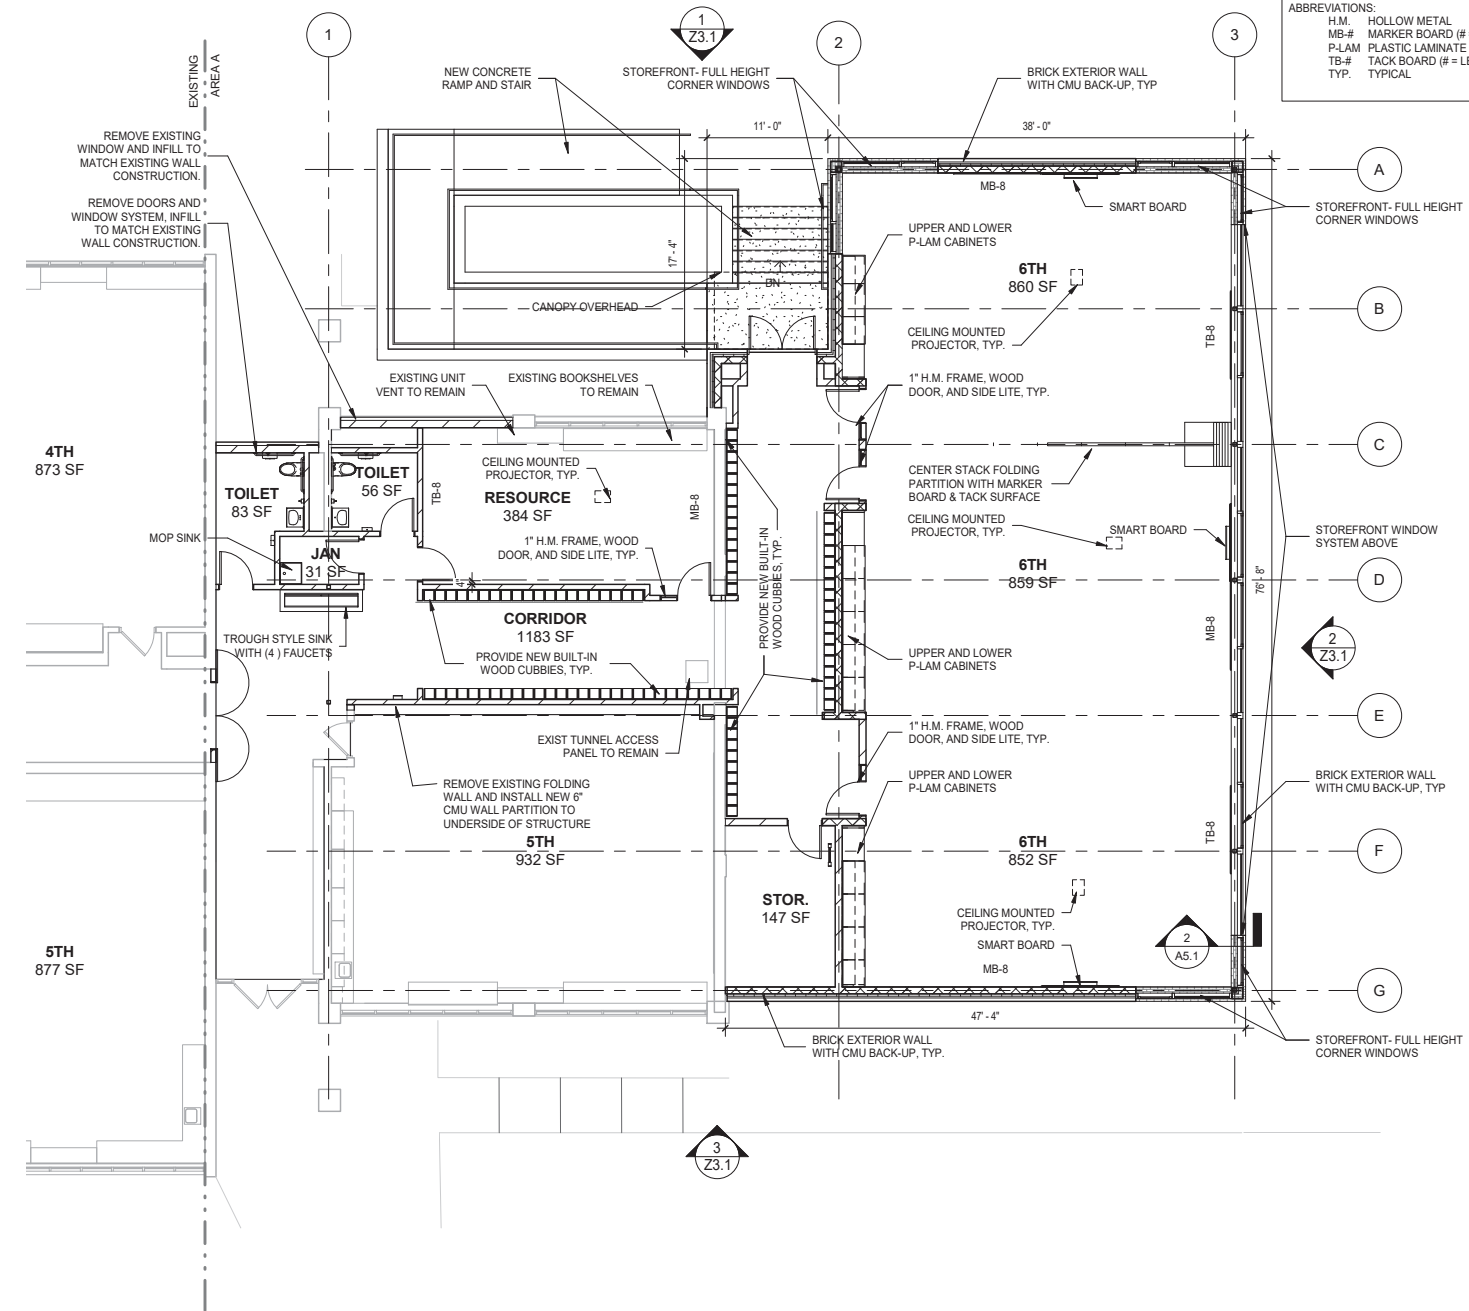 ABBREVIATIONS:
H.M. HOLLOW METAL
MB-# MARKER BOARD (# =
P-LAM PLASTIC LAMINATE
TB-# TACK BOARD (# = LE
TYP. TYPICAL
1
1
Z3.1
2
3
EXISTING
AREA A
NEW CONCRETE
RAMP AND STAIR
STOREFRONT- FULL HEIGHT
CORNER WINDOWS
BRICK EXTERIOR WALL
WITH CMU BACK-UP, TYP
11' - 0"
38' - 0"
REMOVE EXISTING
WINDOW AND INFILL TO
MATCH EXISTING WALL
CONSTRUCTION.
REMOVE DOORS AND
WINDOW SYSTEM, INFILL
TO MATCH EXISTING
WALL CONSTRUCTION.
A
MB-8
SMART BOARD
STOREFRONT- FULL HEIGHT
CORNER WINDOWS
UPPER AND LOWER
P-LAM CABINETS
17' - 4"
6TH
860 SF
DN
CANOPY OVERHEAD
B
CEILING MOUNTED
PROJECTOR, TYP.
TB-8
EXISTING UNIT
VENT TO REMAIN
EXISTING BOOKSHELVES
TO REMAIN
1" H.M. FRAME, WOOD
DOOR, AND SIDE LITE, TYP.
C
4TH
873 SF
TOILET
56 SF
TOILET
83 SF
CEILING MOUNTED
PROJECTOR, TYP.
TB-8
RESOURCE
384 SF
MB-8
CENTER STACK FOLDING
PARTITION WITH MARKER
BOARD & TACK SURFACE
CEILING MOUNTED
PROJECTOR, TYP.
SMART BOARD
STOREFRONT WINDOW
SYSTEM ABOVE
MOP SINK
JAN
31 SF
1" H.M. FRAME, WOOD
DOOR, AND SIDE LITE, TYP.
4"
PROVIDE NEW BUILT-IN
WOOD CUBBIES, TYP.
6TH
859 SF
D
76' - 8"
CORRIDOR
1183 SF
MB-8
2
Z3.1
TROUGH STYLE SINK
WITH (4 ) FAUCETS
PROVIDE NEW BUILT-IN
WOOD CUBBIES, TYP.
UPPER AND LOWER
P-LAM CABINETS
E
EXIST TUNNEL ACCESS
PANEL TO REMAIN
1" H.M. FRAME, WOOD
DOOR, AND SIDE LITE, TYP.
REMOVE EXISTING FOLDING
WALL AND INSTALL NEW 6"
CMU WALL PARTITION TO
UNDERSIDE OF STRUCTURE
UPPER AND LOWER
P-LAM CABINETS
BRICK EXTERIOR WALL
WITH CMU BACK-UP, TYP
5TH
932 SF
6TH
852 SF
TB-8
F
STOR.
147 SF
CEILING MOUNTED
PROJECTOR, TYP.
5TH
877 SF
SMART BOARD
2
A5.1
MB-8
G
47' - 4"
BRICK EXTERIOR WALL
WITH CMU BACK-UP, TYP.
STOREFRONT- FULL HEIGHT
CORNER WINDOWS
3
Z3.1